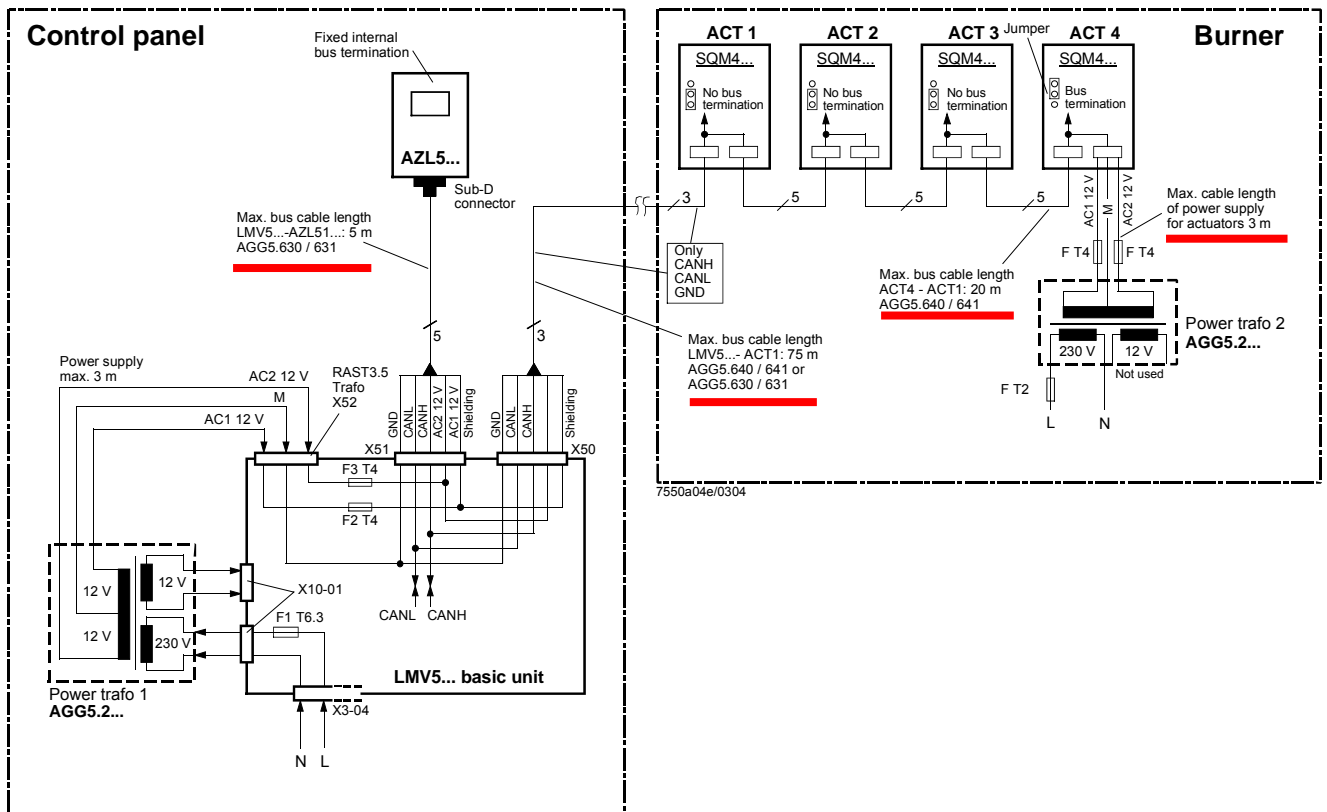 Control panel
Fixed internal
bus termination
AZL5...
Sub-D
connector
Max. bus cable length
LMV5...-AZL51...: 5 m
AGG5.630 / 631
5
3
Only
CANH
CANL
GND
Max. bus cable length
LMV5...- ACT1: 75 m
AGG5.640 / 641 or
AGG5.630 / 631
Power supply
max. 3 m
AC2 12 V
M
AC1 12 V
RAST3.5
Trafo
X52
GND
CANL
CANH
AC2 12 V
AC1 12 V
Shielding
GND
CANL
CANH
Shielding
X51
X50
F3 T4
F2 T4
CANL
CANH
12 V
12 V
12 V
230 V
X10-01
F1 T6.3
LMV5... basic unit
Power trafo 1
AGG5.2...
X3-04
N
L
Burner
ACT 1
SQM4...
No bus
termination
ACT 2
SQM4...
No bus
termination
ACT 3
SQM4...
No bus
termination
Jumper
ACT 4
SQM4...
Bus
termination
3
5
5
5
AC1 12 V
M
AC2 12 V
Max. cable length
of power supply
for actuators 3 m
F T4
F T4
Max. bus cable length
ACT4 - ACT1: 20 m
AGG5.640 / 641
230 V
12 V
Not used
Power trafo 2
AGG5.2...
F T2
L
N
7550a04e/0304